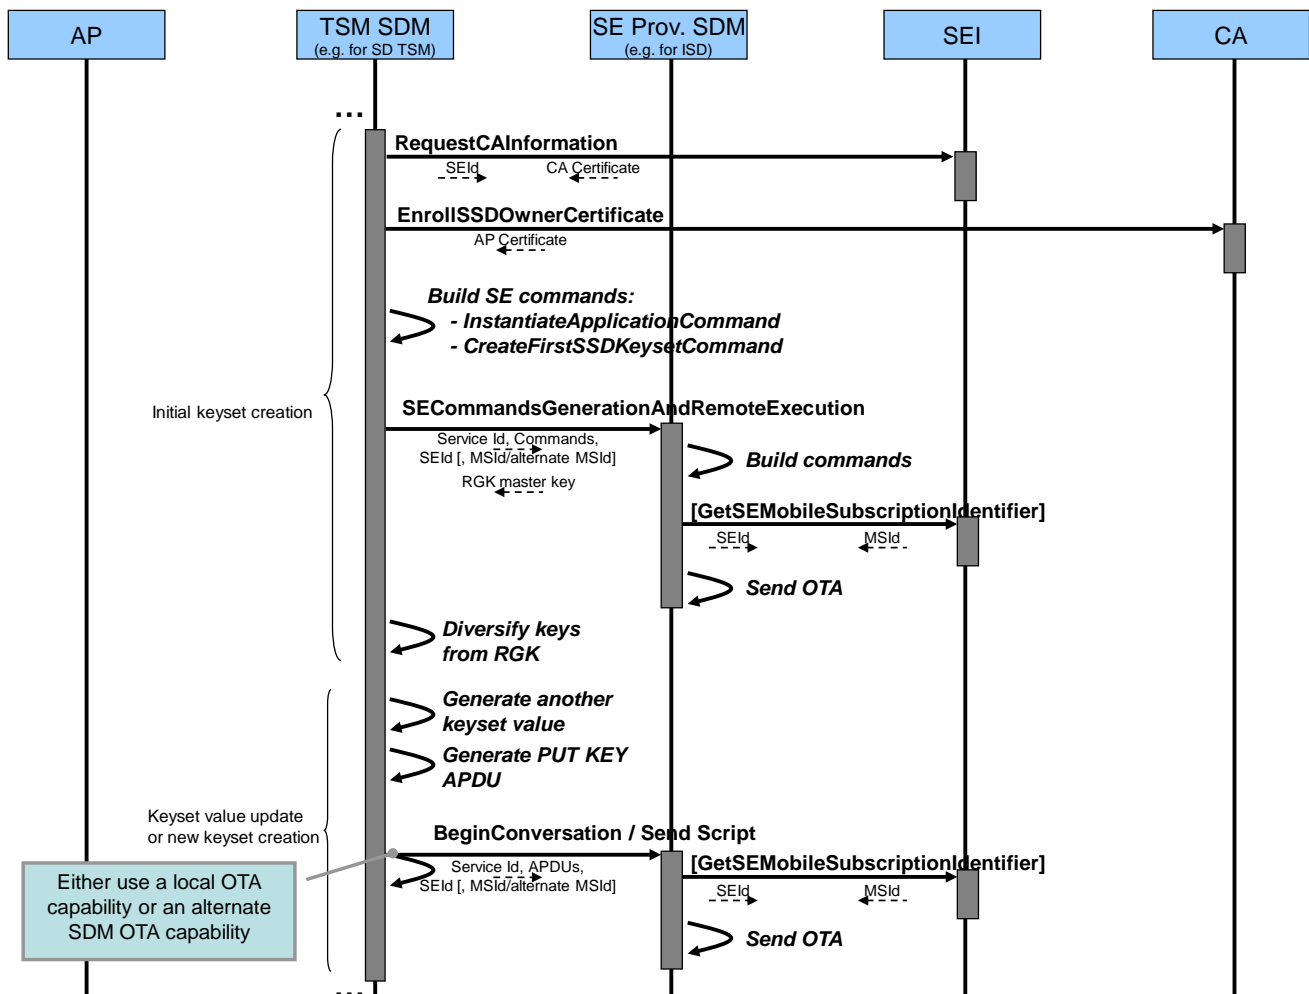 AP
TSM SDM
(e.g. for SD TSM)
SE Prov. SDM
(e.g. for ISD)
SEI
CA
...
RequestCAInformation
SEId
CA Certificate
EnrollSSDOwnerCertificate
AP Certificate
Build SE commands:
- InstantiateApplicationCommand
- CreateFirstSSDKeysetCommand
Initial keyset creation
SECommandsGenerationAndRemoteExecution
Service Id, Commands,
SEId [, MSId/alternate MSId]
RGK master key
Build commands
[GetSEMobileSubscriptionIdentifier]
SEId
MSId
Send OTA
Diversify keys
from RGK
Generate another
keyset value
Generate PUT KEY
APDU
Keyset value update
or new keyset creation
BeginConversation / Send Script
Service Id, APDUs,
SEId [, MSId/alternate MSId]
[GetSEMobileSubscriptionIdentifier]
SEId
MSId
Send OTA
Either use a local OTA
capability or an alternate
SDM OTA capability
...